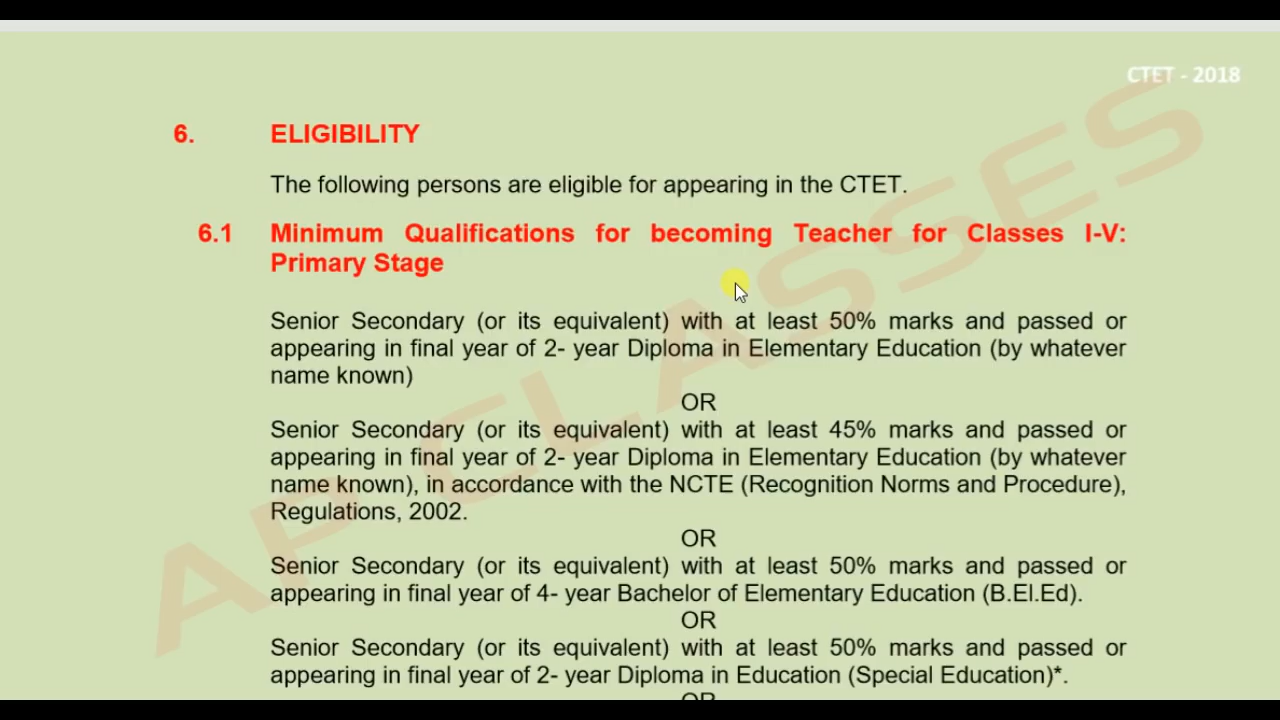 CTET - 2018
6. ELIGIBILITY
The following persons are eligible for appearing in the CTET.
6.1 Minimum Qualifications for becoming Teacher for Classes I-V:
Primary Stage
Senior Secondary (or its equivalent) with at least 50% marks and passed or
appearing in final year of 2- year Diploma in Elementary Education (by whatever
name known)
OR
Senior Secondary (or its equivalent) with at least 45% marks and passed or
appearing in final year of 2- year Diploma in Elementary Education (by whatever
name known), in accordance with the NCTE (Recognition Norms and Procedure),
Regulations, 2002.
OR
Senior Secondary (or its equivalent) with at least 50% marks and passed or
appearing in final year of 4- year Bachelor of Elementary Education (B.El.Ed).
OR
Senior Secondary (or its equivalent) with at least 50% marks and passed or
appearing in final year of 2- year Diploma in Education (Special Education)*.
OR
AP CLASSES